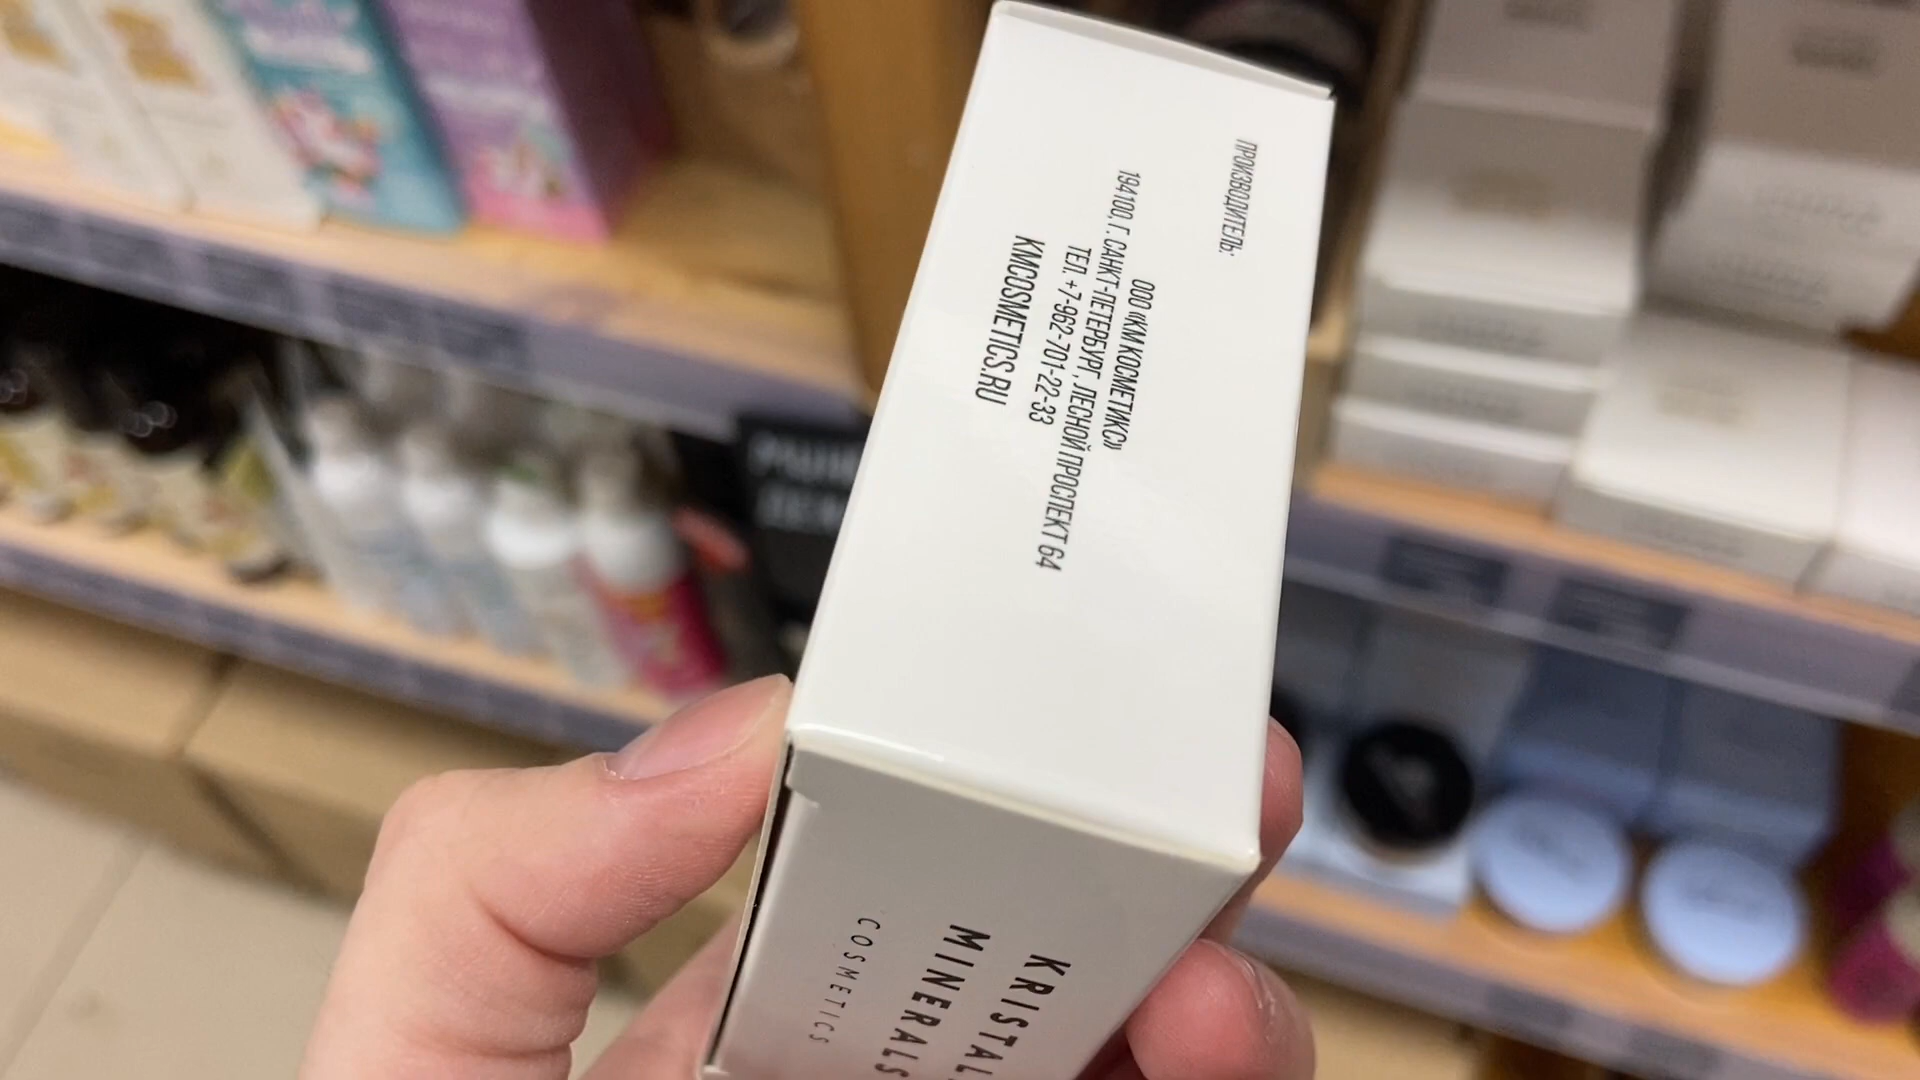 ПРОИЗВОДИТЕЛЬ:
ООО «КМ КОСМЕТИКС»
194100, Г. САНКТ-ПЕТЕРБУРГ, ЛЕСНОЙ ПРОСПЕКТ 64
ТЕЛ. +7-962-701-22-33
KMCOSMETICS.RU
KRISTAL
MINERALS
COSMETICS